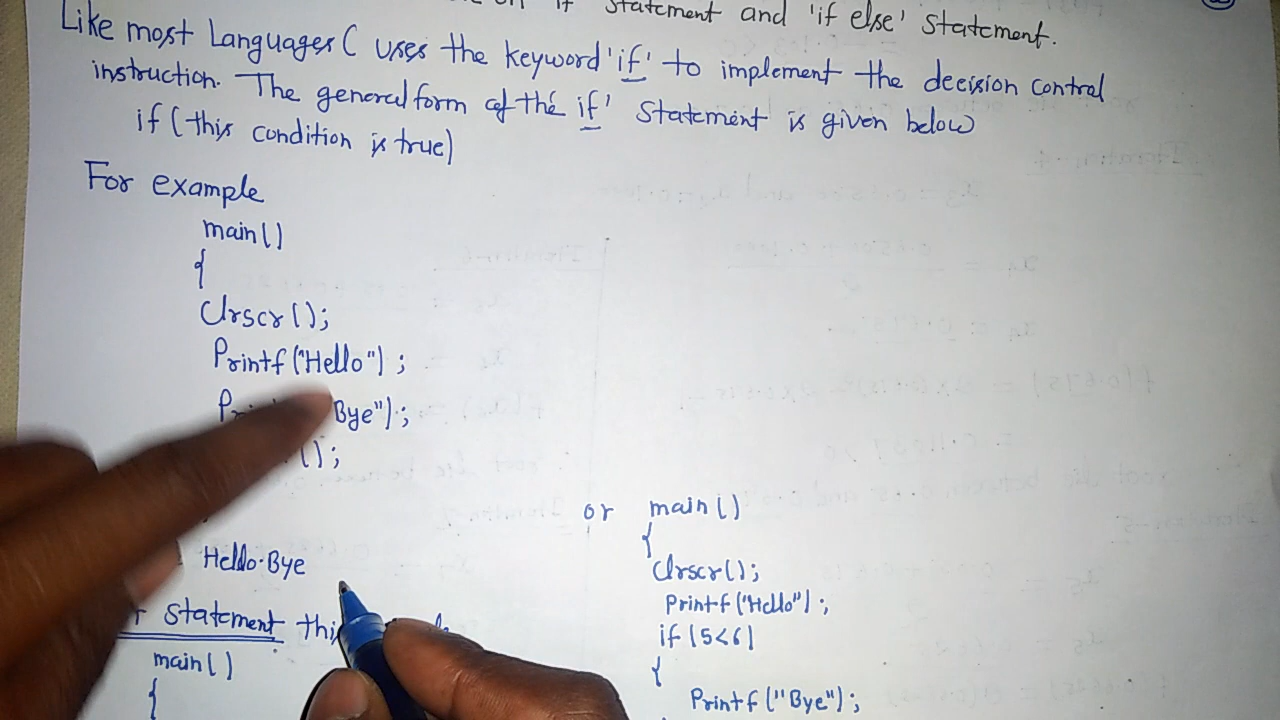 statement and 'if else' statement.
Like most Languages C uses the keyword 'if' to implement the decision control
instruction. The general form of the 'if' statement is given below
if (this condition is true)
For example
main()
{
Clrscr();
Printf("Hello");
Bye");
();
Hello.Bye
statement
main()
{
or main()
{
Clrscr();
Printf("Hello");
if (5<6)
{
Printf("Bye");